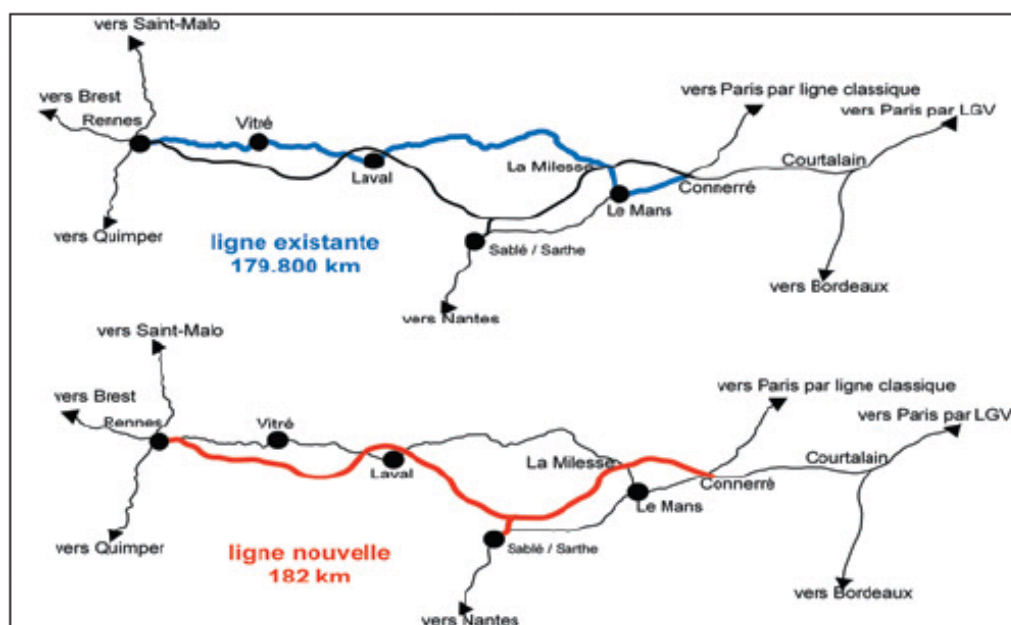 vers Saint-Malo
vers Paris par ligne classique
vers Brest
vers Paris par LGV
Rennes
Vitré
Courtalain
La Milesse
Laval
Connerré
Le Mans
vers Quimper
ligne existante
179.800 km
Sablé / Sarthe
vers Bordeaux
vers Nantes
vers Saint-Malo
vers Paris par ligne classique
vers Brest
vers Paris par LGV
Rennes
Vitré
Courtalain
La Milesse
Laval
Connerré
Le Mans
vers Quimper
ligne nouvelle
182 km
Sablé / Sarthe
vers Bordeaux
vers Nantes